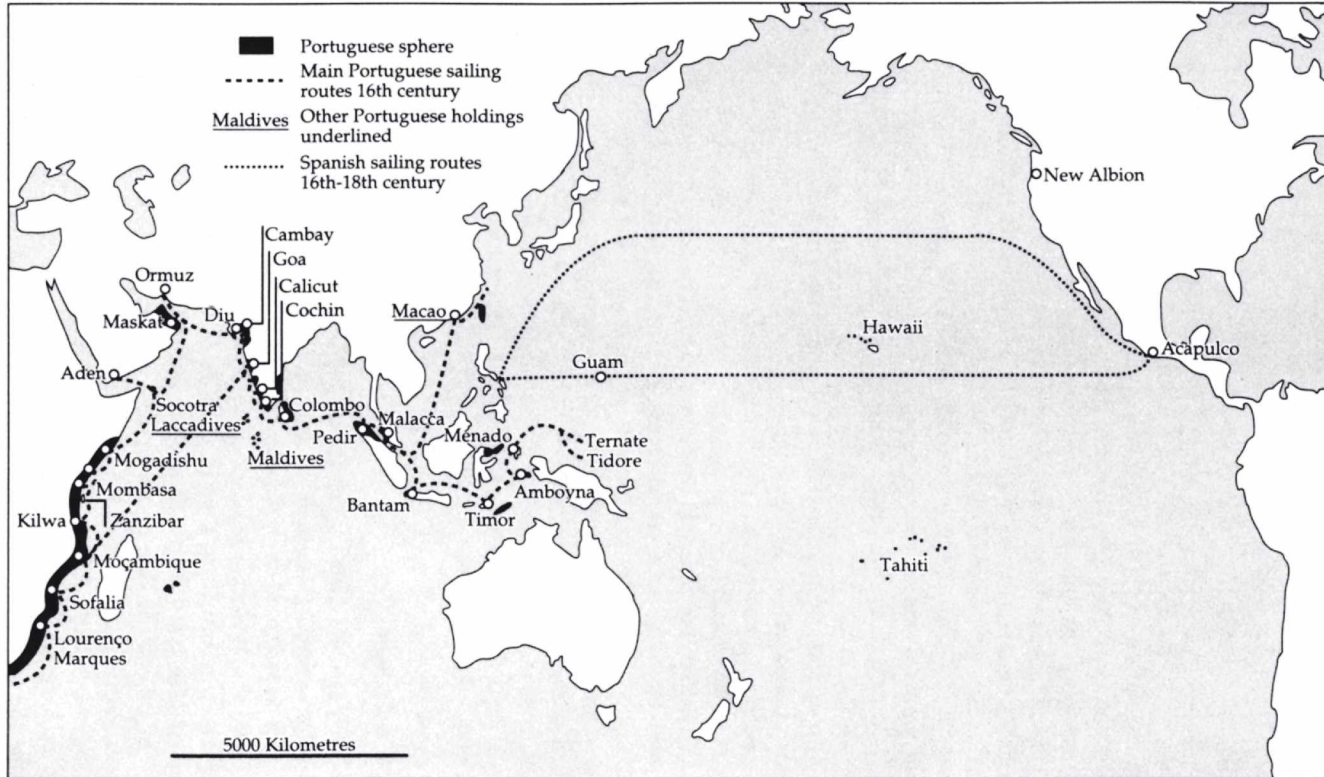 Portuguese sphere
Main Portuguese sailing
routes 16th century
Maldives
Other Portuguese holdings
underlined
Spanish sailing routes
16th-18th century
New Albion
Cambay
Goa
Calicut
Cochin
Ormuz
Diu
Maskat
Macao
Hawaii
Acapulco
Guam
Aden
Socotra
Laccadives
Colombo
Malacca
Pedir
Menado
Ternate
Tidore
Maldives
Mogadishu
Mombasa
Bantam
Amboyna
Timor
Kilwa
Zanzibar
Moçambique
Tahiti
Sofalia
Lourenço
Marques
5000 Kilometres